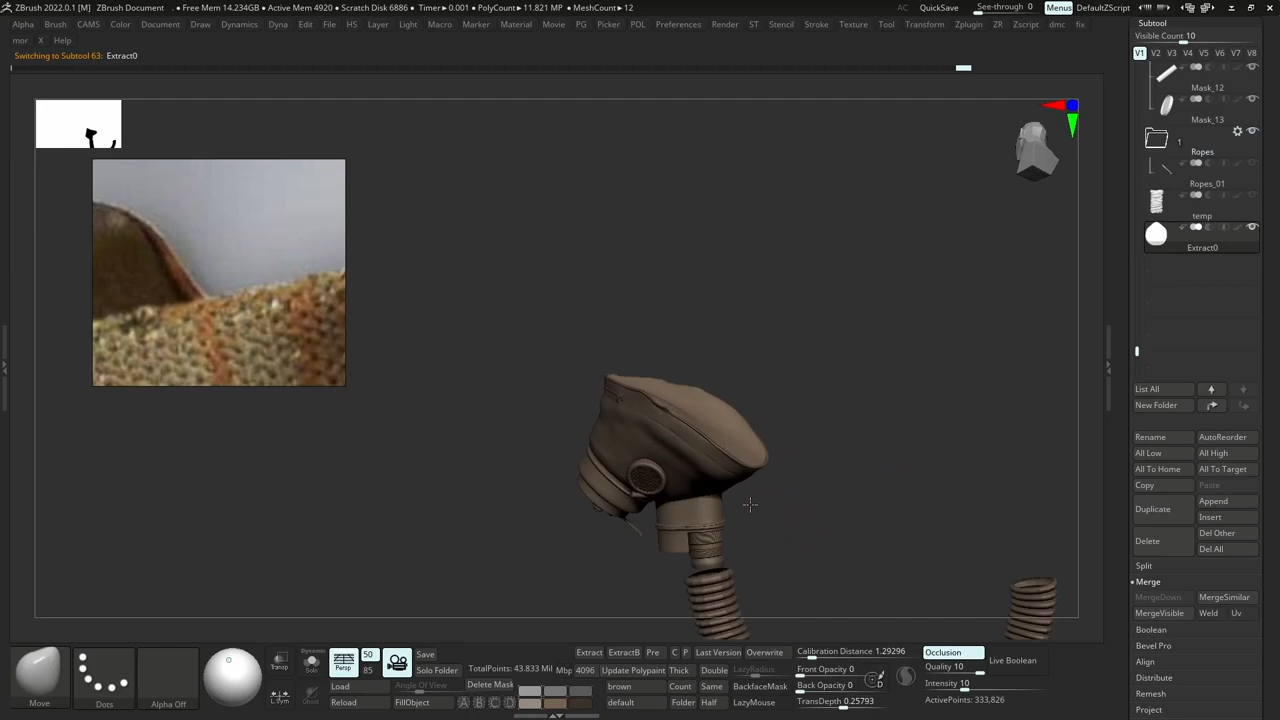 ZBrush 2022.0.1 [M] ZBrush Document . • Free Mem 14.234GB • Active Mem 4920 • Scratch Disk 6886 • Timer▶0.001 • PolyCount▶11.821 MP • MeshCount▶12 AC QuickSave See-through 0 Menus DefaultZScript
Alpha Brush CAMS Color Document Draw Dynamics Dyna Edit File HS Layer Light Macro Marker Material Movie PG Picker POL Preferences Render ST Stencil Stroke Texture Tool Transform Zplugin ZR Zscript dmc fix
mor X Help
Switching to Subtool 63: Extract0
Subtool
Visible Count 10
V1 V2 V3 V4 V5 V6 V7 V8
Mask_12
Mask_13
1
Ropes
Ropes_01
temp
Extract0
List All
New Folder
Rename AutoReorder
All Low All High
All To Home All To Target
Copy Paste
Duplicate Append
Insert
Delete Del Other
Del All
Split
Merge
MergeDown MergeSimilar
MergeVisible Weld Uv
Boolean
Bevel Pro
Align
Distribute
Remesh
Project
Move
Dots
Alpha Off
Transp
Ghost
Dynamic
Solo
L.Sym
Persp
50
85
Solo Folder
Save
Load
Reload
Angle Of View
FillObject
TotalPoints: 43.833 Mil
Mbp
Delete Mask
A B C D
Extract ExtractB Pre C P Last Version Overwrite
4096 Update Polypaint Thick Double LazyRadius
brown Count Same BackfaceMask
default Folder Half LazyMouse
Calibration Distance 1.29296
Front Opacity 0
Back Opacity 0
TransDepth 0.25793
Occlusion
Quality 10
Intensity 10
Live Boolean
ActivePoints: 333,826